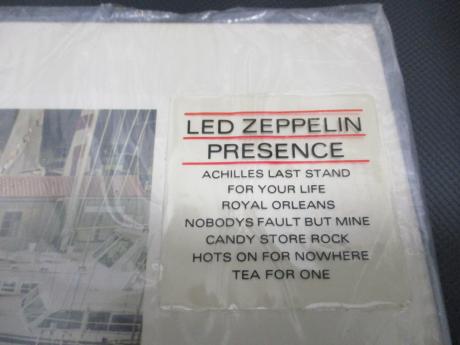 LED ZEPPELIN
PRESENCE
ACHILLES LAST STAND
FOR YOUR LIFE
ROYAL ORLEANS
NOBODYS FAULT BUT MINE
CANDY STORE ROCK
HOTS ON FOR NOWHERE
TEA FOR ONE